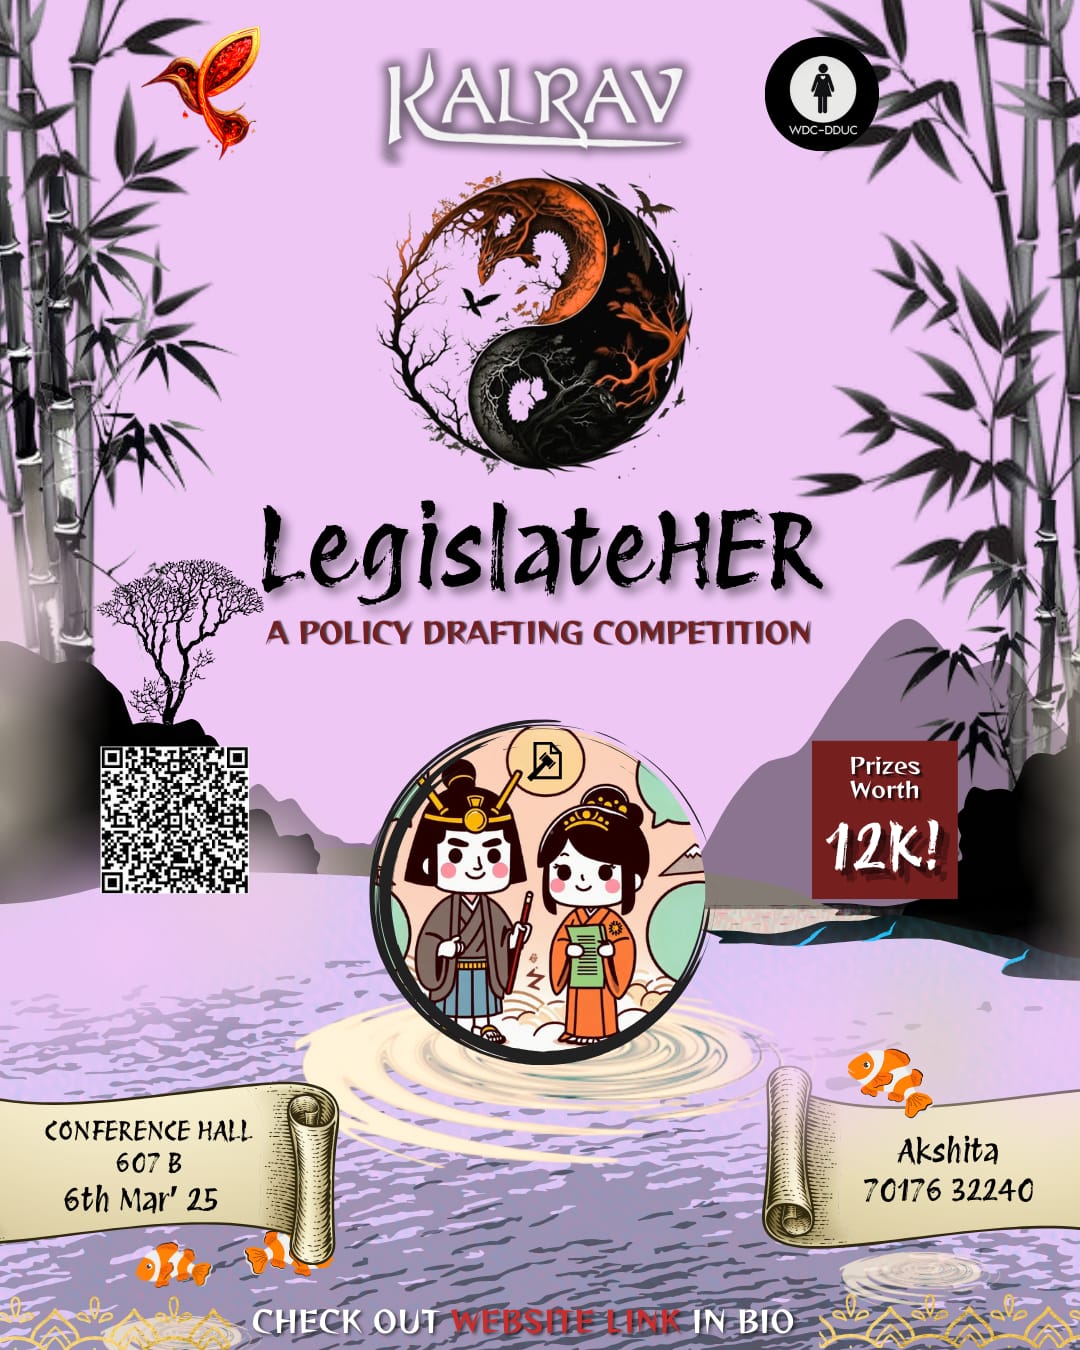 KALRAV
WDC-DDUC
LegislateHER
A POLICY DRAFTING COMPETITION
Prizes
Worth
12K!
CONFERENCE HALL
607 B
6th Mar' 25
Akshita
70176 32240
CHECK OUT WEBSITE LINK IN BIO